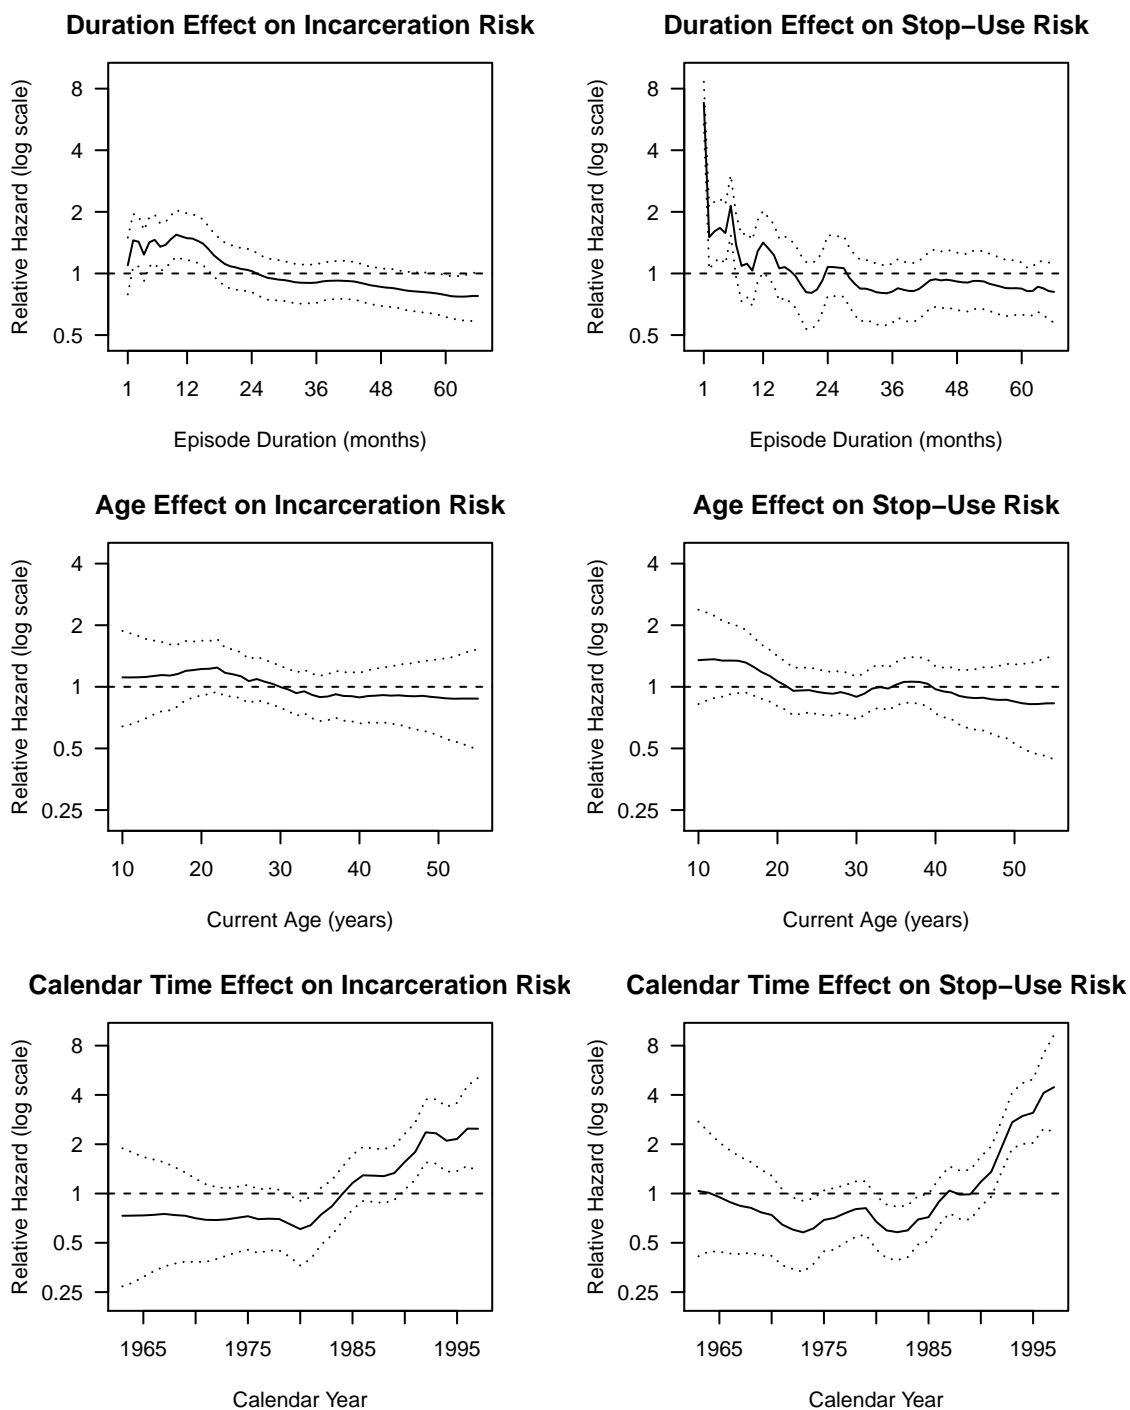 Duration Effect on Incarceration Risk
Relative Hazard (log scale)
8
4
2
1
0.5
1 12 24 36 48 60
Episode Duration (months)
Duration Effect on Stop−Use Risk
Relative Hazard (log scale)
8
4
2
1
0.5
1 12 24 36 48 60
Episode Duration (months)
Age Effect on Incarceration Risk
Relative Hazard (log scale)
4
2
1
0.5
0.25
10 20 30 40 50
Current Age (years)
Age Effect on Stop−Use Risk
Relative Hazard (log scale)
4
2
1
0.5
0.25
10 20 30 40 50
Current Age (years)
Calendar Time Effect on Incarceration Risk
Relative Hazard (log scale)
8
4
2
1
0.5
0.25
1965 1975 1985 1995
Calendar Year
Calendar Time Effect on Stop−Use Risk
Relative Hazard (log scale)
8
4
2
1
0.5
0.25
1965 1975 1985 1995
Calendar Year